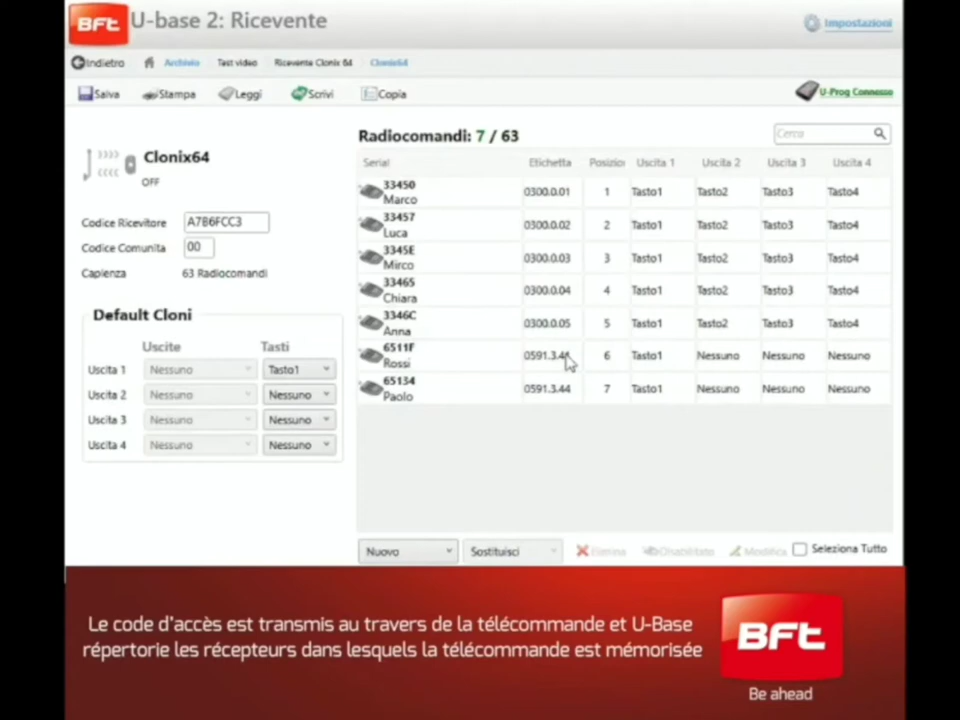 BFT U-base 2: Ricevente
Impostazioni
Indietro Archivio Test video Ricevente Clonix 64 Clonix64
Salva Stampa Leggi Scrivi Copia U-Prog Connesso
Radiocomandi: 7 / 63 Cerca
Clonix64
OFF
Codice Ricevitore A7B6FCC3
Codice Comunita 00
Capienza 63 Radiocomandi
Default Cloni
Uscite Tasti
Uscita 1 Nessuno Tasto1
Uscita 2 Nessuno Nessuno
Uscita 3 Nessuno Nessuno
Uscita 4 Nessuno Nessuno
Serial Etichetta Posizio Uscita 1 Uscita 2 Uscita 3 Uscita 4
33450
Marco 0300.0.01 1 Tasto1 Tasto2 Tasto3 Tasto4
33457
Luca 0300.0.02 2 Tasto1 Tasto2 Tasto3 Tasto4
3345E
Mirco 0300.0.03 3 Tasto1 Tasto2 Tasto3 Tasto4
33465
Chiara 0300.0.04 4 Tasto1 Tasto2 Tasto3 Tasto4
3346C
Anna 0300.0.05 5 Tasto1 Tasto2 Tasto3 Tasto4
6511F
Rossi 6 Tasto1 Nessuno Nessuno Nessuno
65134
Paolo 0591.3.44 7 Tasto1 Nessuno Nessuno Nessuno
Nuovo Sostituisci Elimina Disabilitato Modifica Seleziona Tutto
Le code d'accès est transmis au travers de la télécommande et U-Base
répertorie les récepteurs dans lesquels la télécommande est mémorisée
BFT
Be ahead